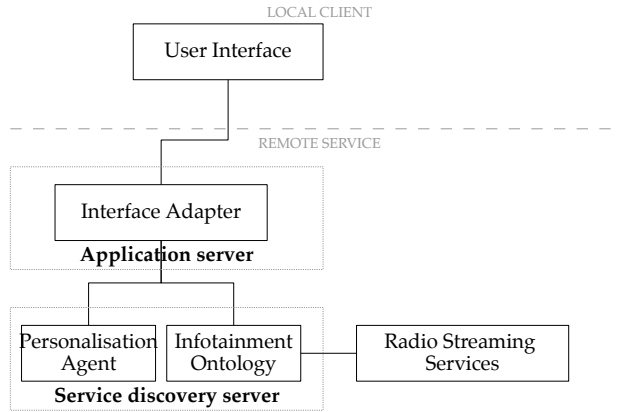 LOCAL CLIENT
User Interface
REMOTE SERVICE
Interface Adapter
Application server
Personalisation
Agent
Infotainment
Ontology
Radio Streaming
Services
Service discovery server